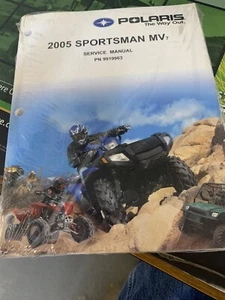 POLARIS
The Way Out.
2005 SPORTSMAN MV7
SERVICE MANUAL
PN 9919963